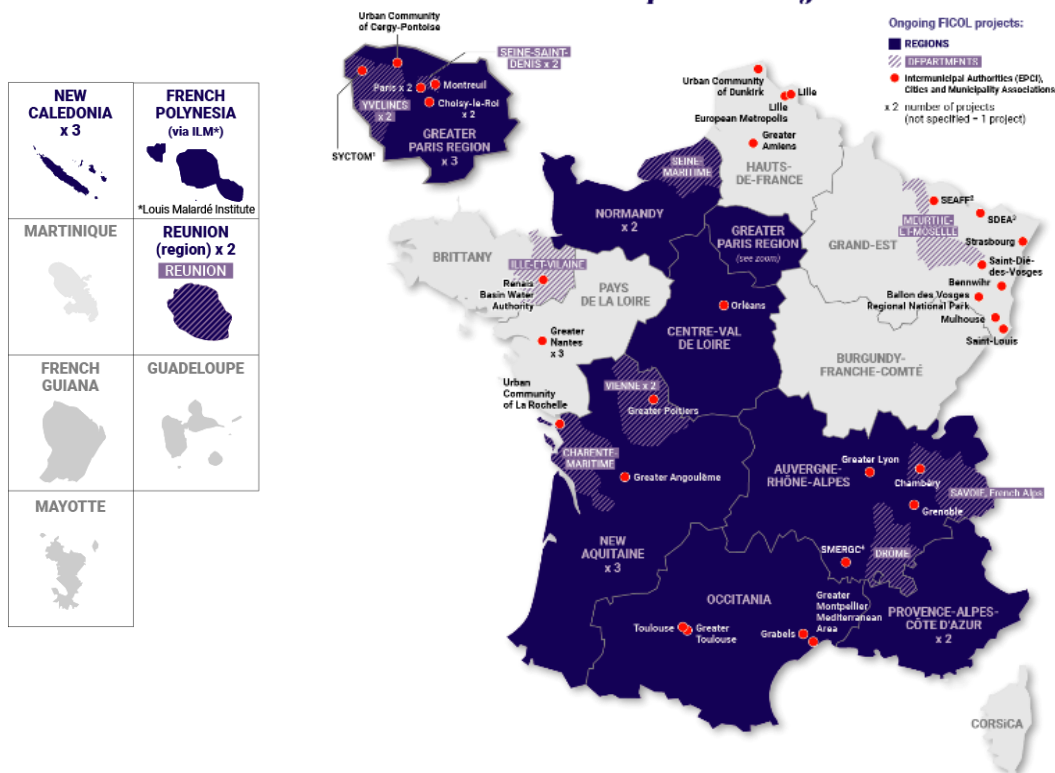 Urban Community
of Cergy-Pontoise
SEINE-SAINT-
DENIS x 2
Paris x 2
Montreuil
Choisy-le-Roi
x 2
YVELINES
x 2
GREATER
PARIS REGION
x 3
SYCTOM¹
Ongoing FICOL projects:
REGIONS
DEPARTMENTS
Intermunicipal Authorities (EPCI),
Cities and Municipality Associations
x 2 number of projects
(not specified = 1 project)
NEW
CALEDONIA
x 3
FRENCH
POLYNESIA
(via ILM*)
*Louis Malardé Institute
MARTINIQUE
REUNION
(region) x 2
REUNION
FRENCH
GUIANA
GUADELOUPE
MAYOTTE
Urban Community
of Dunkirk
Lille
Lille
European Metropolis
Greater
Amiens
HAUTS-
DE-FRANCE
SEINE-
MARITIME
NORMANDY
x 2
GREATER
PARIS REGION
(see zoom)
GRAND-EST
MEURTHE-
ET-MOSELLE
SEAFF²
SDEA³
Strasbourg
Saint-Dié-
des-Vosges
Bennwihr
Ballon des Vosges
Regional National Park
Mulhouse
Saint-Louis
BRITTANY
ILLE-ET-VILAINE
Renais
Basin Water
Authority
PAYS
DE LA LOIRE
Greater
Nantes
x 3
Orléans
CENTRE-VAL
DE LOIRE
BURGUNDY-
FRANCHE-COMTÉ
Urban
Community
of La Rochelle
VIENNE x 2
Greater Poitiers
CHARENTE-
MARITIME
Greater Angoulême
NEW
AQUITAINE
x 3
AUVERGNE-
RHÔNE-ALPES
Greater Lyon
Chambéry
SAVOIE, French Alps
Grenoble
SMERGC⁴
DRÔME
OCCITANIA
Toulouse
Greater
Toulouse
Grabels
Greater
Montpellier
Mediterranean
Area
PROVENCE-ALPES-
CÔTE D'AZUR
x 2
CORSiCA